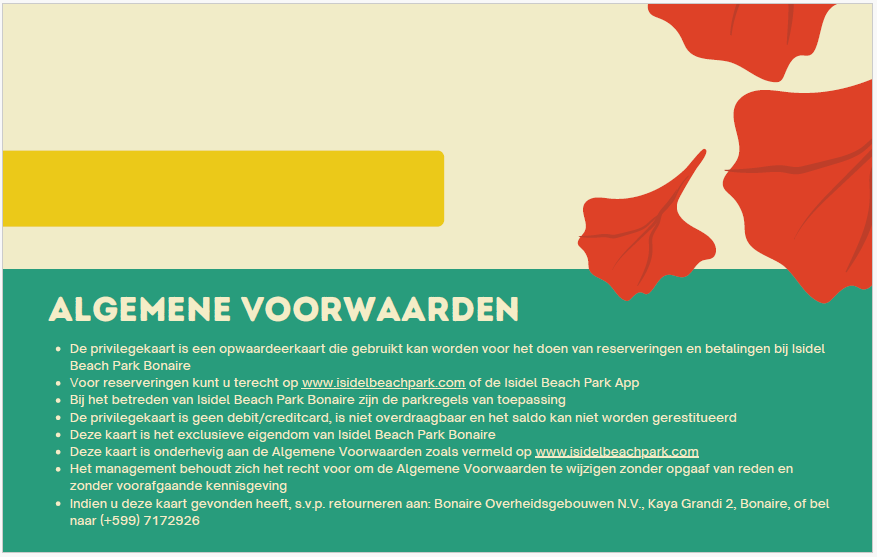 ALGEMENE VOORWAARDEN
• De privilegekaart is een opwaardeerkaart die gebruikt kan worden voor het doen van reserveringen en betalingen bij Isidel
Beach Park Bonaire
• Voor reserveringen kunt u terecht op www.isidelbeachpark.com of de Isidel Beach Park App
• Bij het betreden van Isidel Beach Park Bonaire zijn de parkregels van toepassing
• De privilegekaart is geen debit/creditcard, is niet overdraagbaar en het saldo kan niet worden gerestitueerd
• Deze kaart is het exclusieve eigendom van Isidel Beach Park Bonaire
• Deze kaart is onderhevig aan de Algemene Voorwaarden zoals vermeld op www.isidelbeachpark.com
• Het management behoudt zich het recht voor om de Algemene Voorwaarden te wijzigen zonder opgaaf van reden en
zonder voorafgaande kennisgeving
• Indien u deze kaart gevonden heeft, s.v.p. retourneren aan: Bonaire Overheidsgebouwen N.V., Kaya Grandi 2, Bonaire, of bel
naar (+599) 7172926